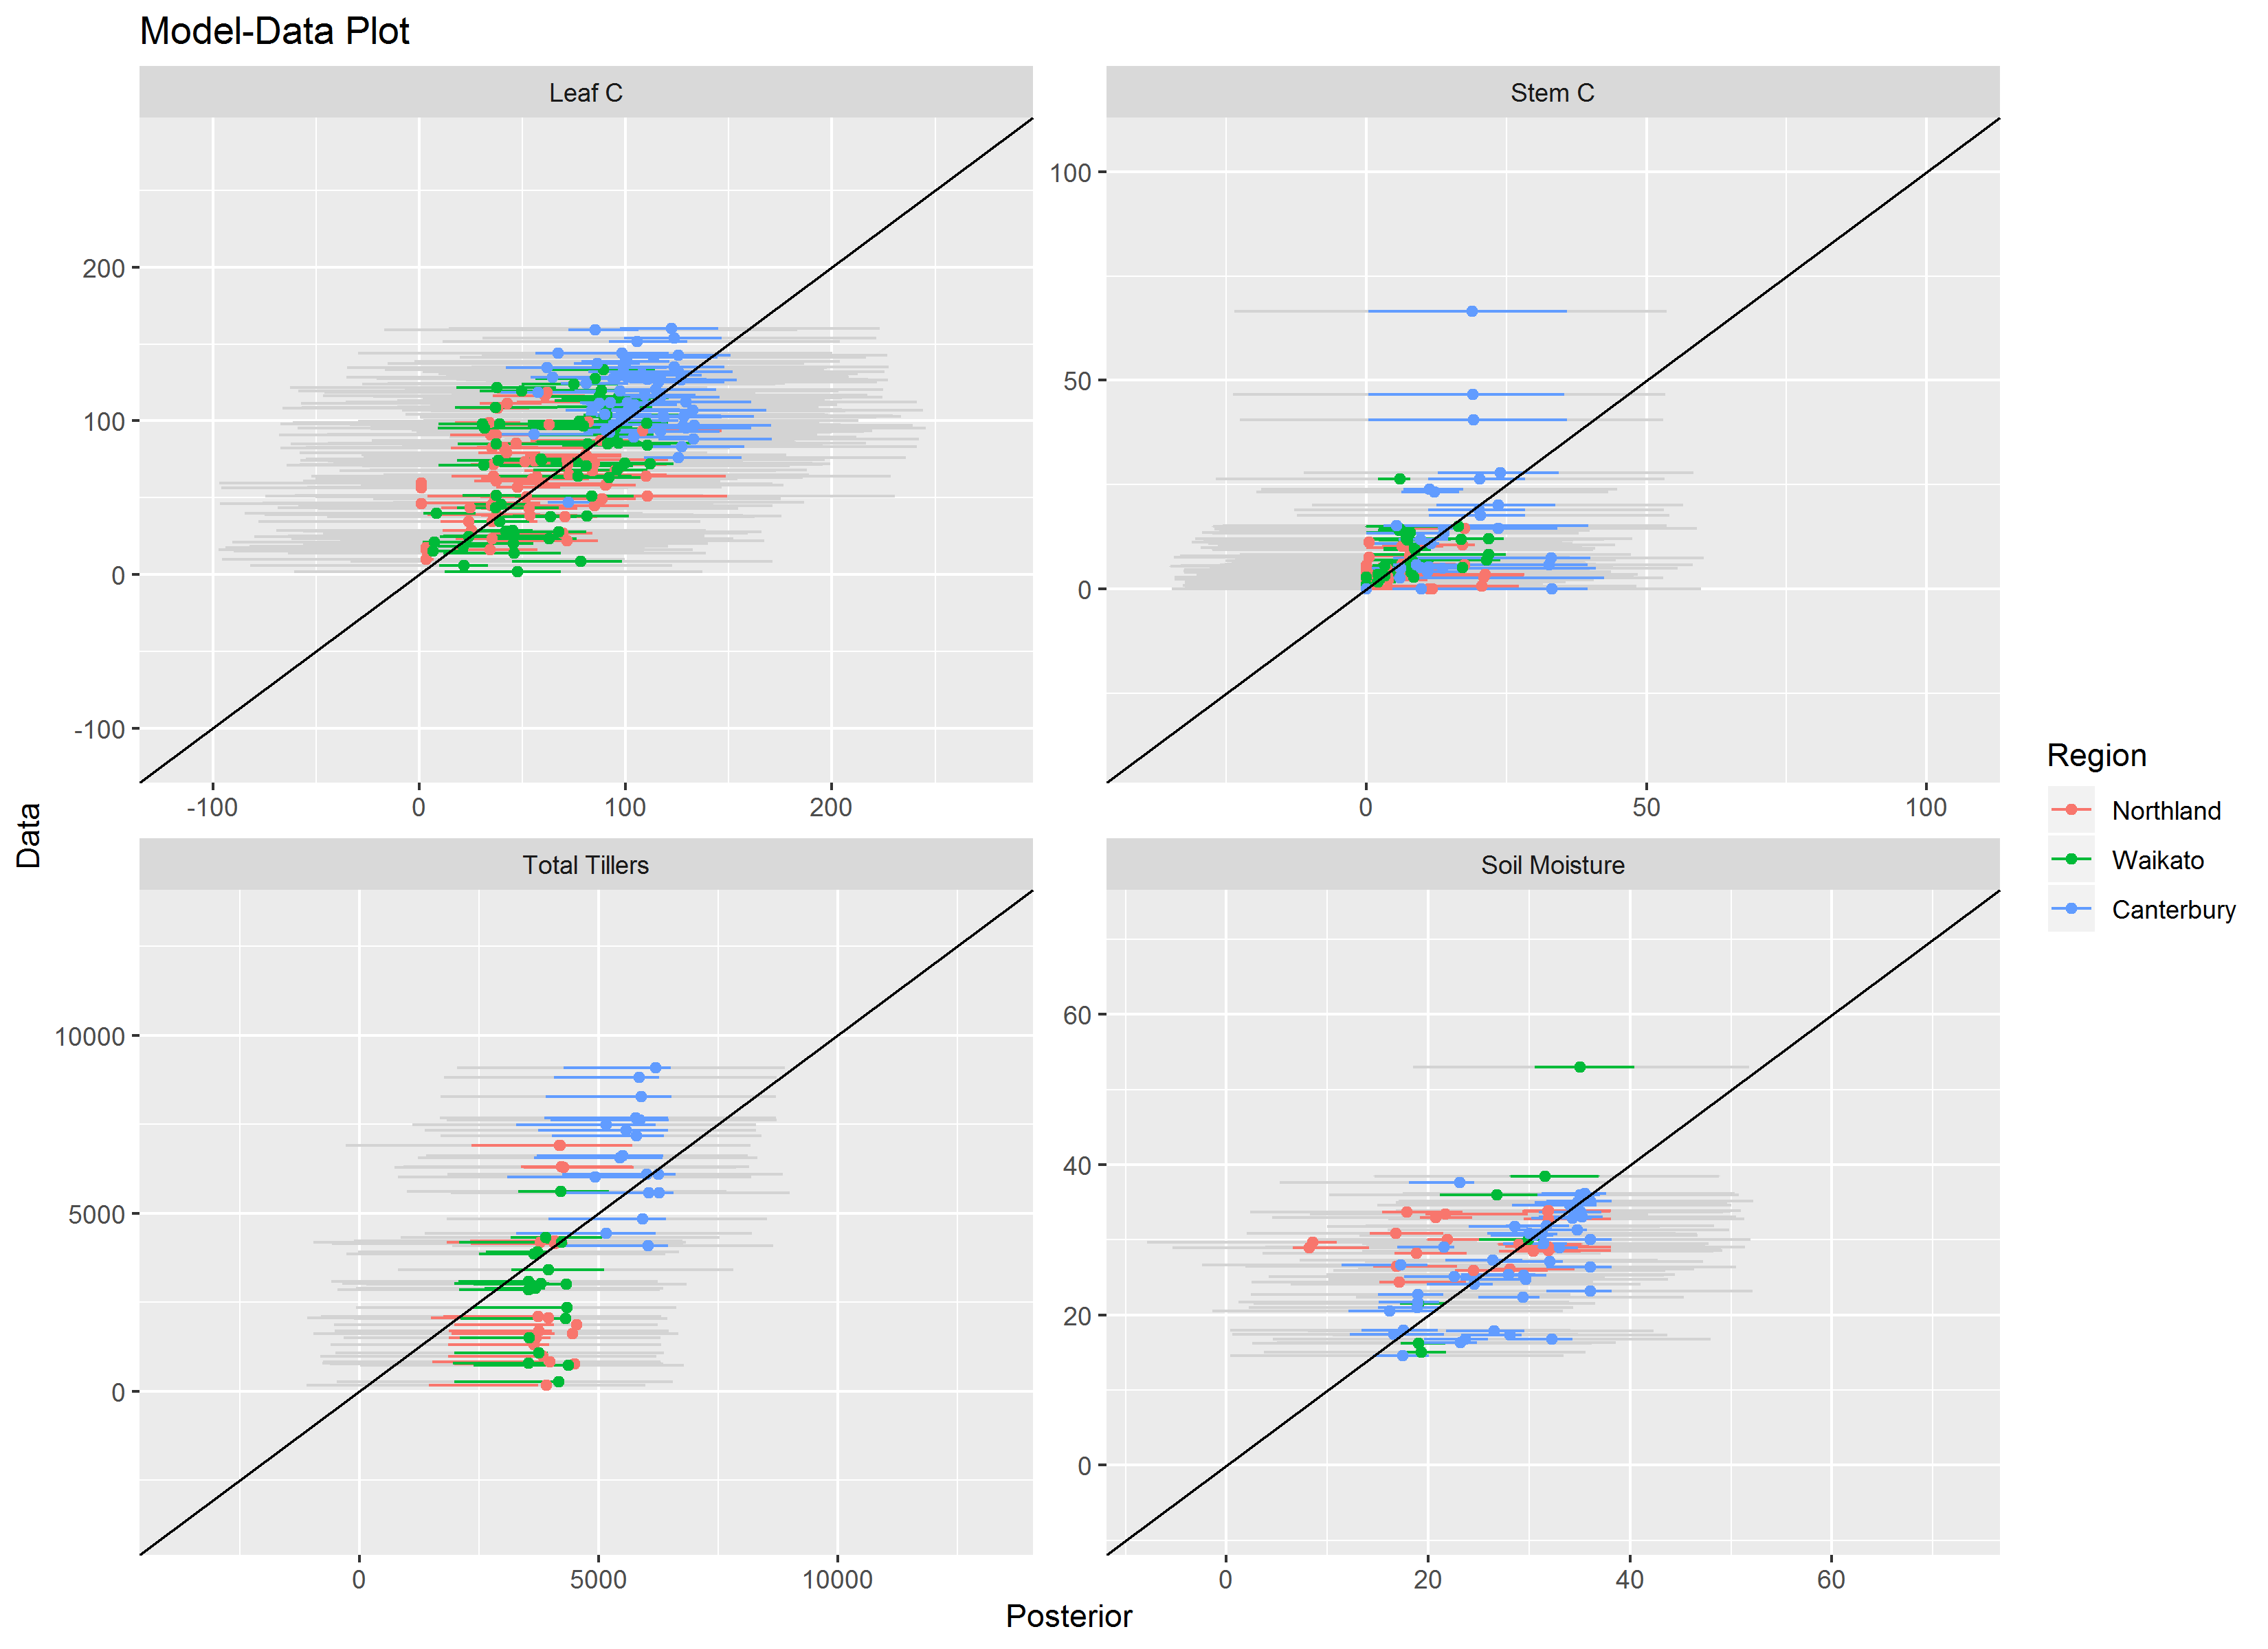 Model-Data Plot
Leaf C
Stem C
200
100
0
-100
100
50
0
-100 0 100 200
0 50 100
Total Tillers
Soil Moisture
10000
5000
0
60
40
20
0
0 5000 10000
0 20 40 60
Data
Posterior
Region
Northland
Waikato
Canterbury